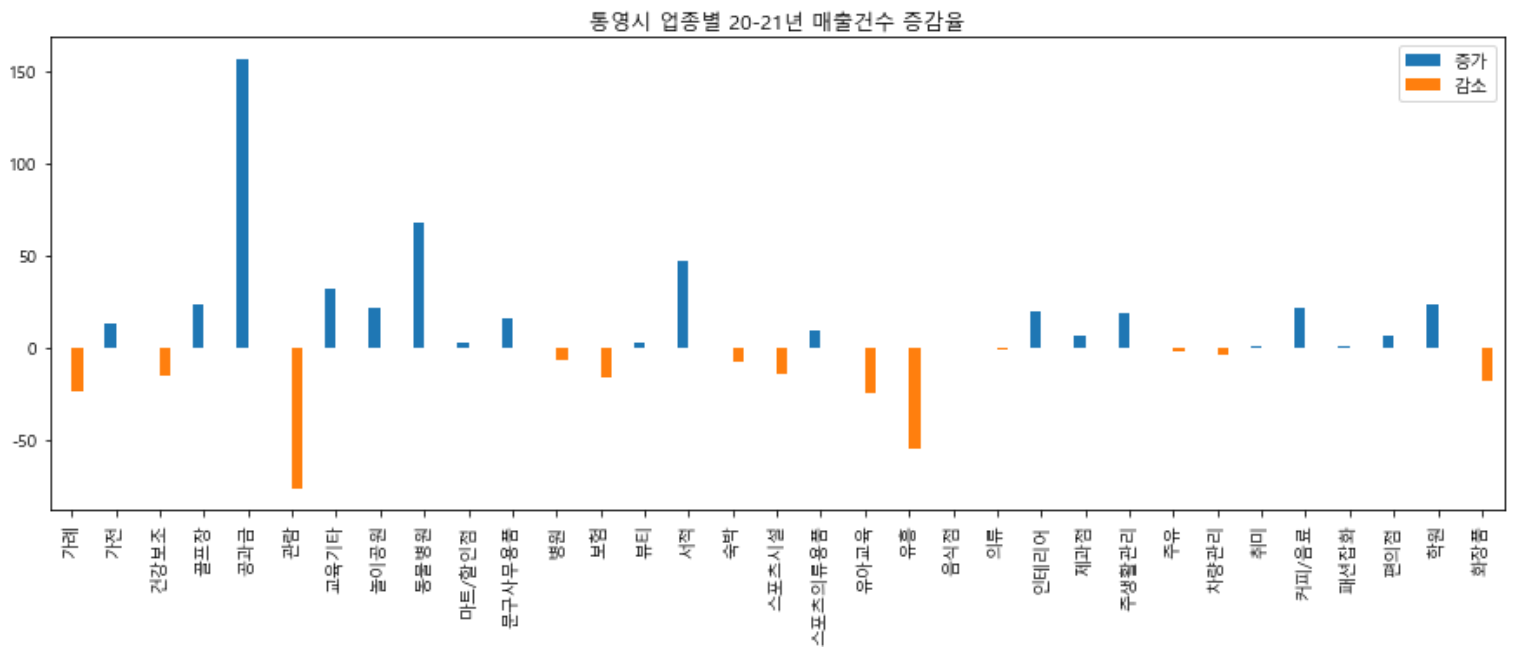 통영시 업종별 20-21년 매출건수 증감율
증가
감소
150
100
50
0
-50
가례
가전
건강보조
골프장
공과금
관람
교육기타
놀이공원
동물병원
마트/할인점
문구사무용품
병원
보험
뷰티
서적
숙박
스포츠시설
스포츠의류용품
유아교육
유흥
음식점
의류
인테리어
제과점
주생활관리
주유
차량관리
취미
커피/음료
패션잡화
편의점
학원
화장품